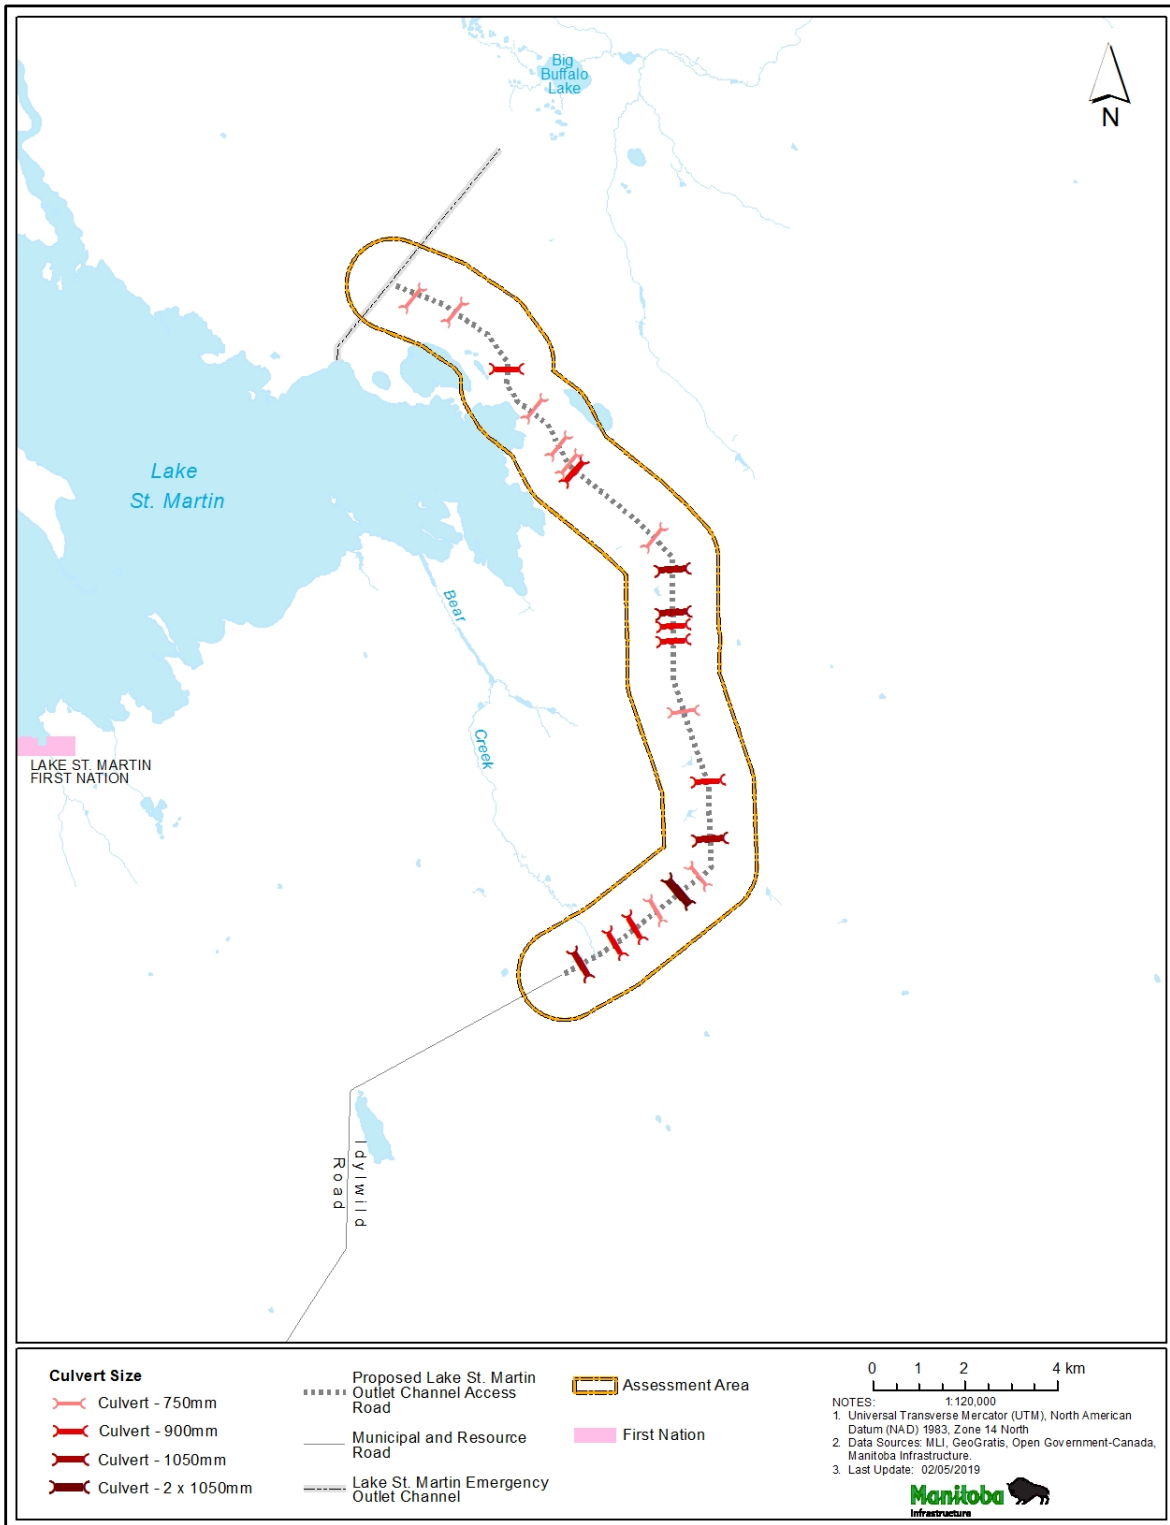 Big
Buffalo
Lake
N
Lake
St. Martin
Bear
Creek
LAKE ST. MARTIN
FIRST NATION
Idylwild
Road
Culvert Size
Culvert - 750mm
Culvert - 900mm
Culvert - 1050mm
Culvert - 2 x 1050mm
Proposed Lake St. Martin
Outlet Channel Access
Road
Municipal and Resource
Road
Lake St. Martin Emergency
Outlet Channel
Assessment Area
First Nation
0 1 2 4 km
1:120,000
NOTES:
1. Universal Transverse Mercator (UTM), North American
Datum (NAD) 1983, Zone 14 North
2. Data Sources: MLI, GeoGratis, Open Government-Canada,
Manitoba Infrastructure.
3. Last Update: 02/05/2019
Manitoba
Infrastructure